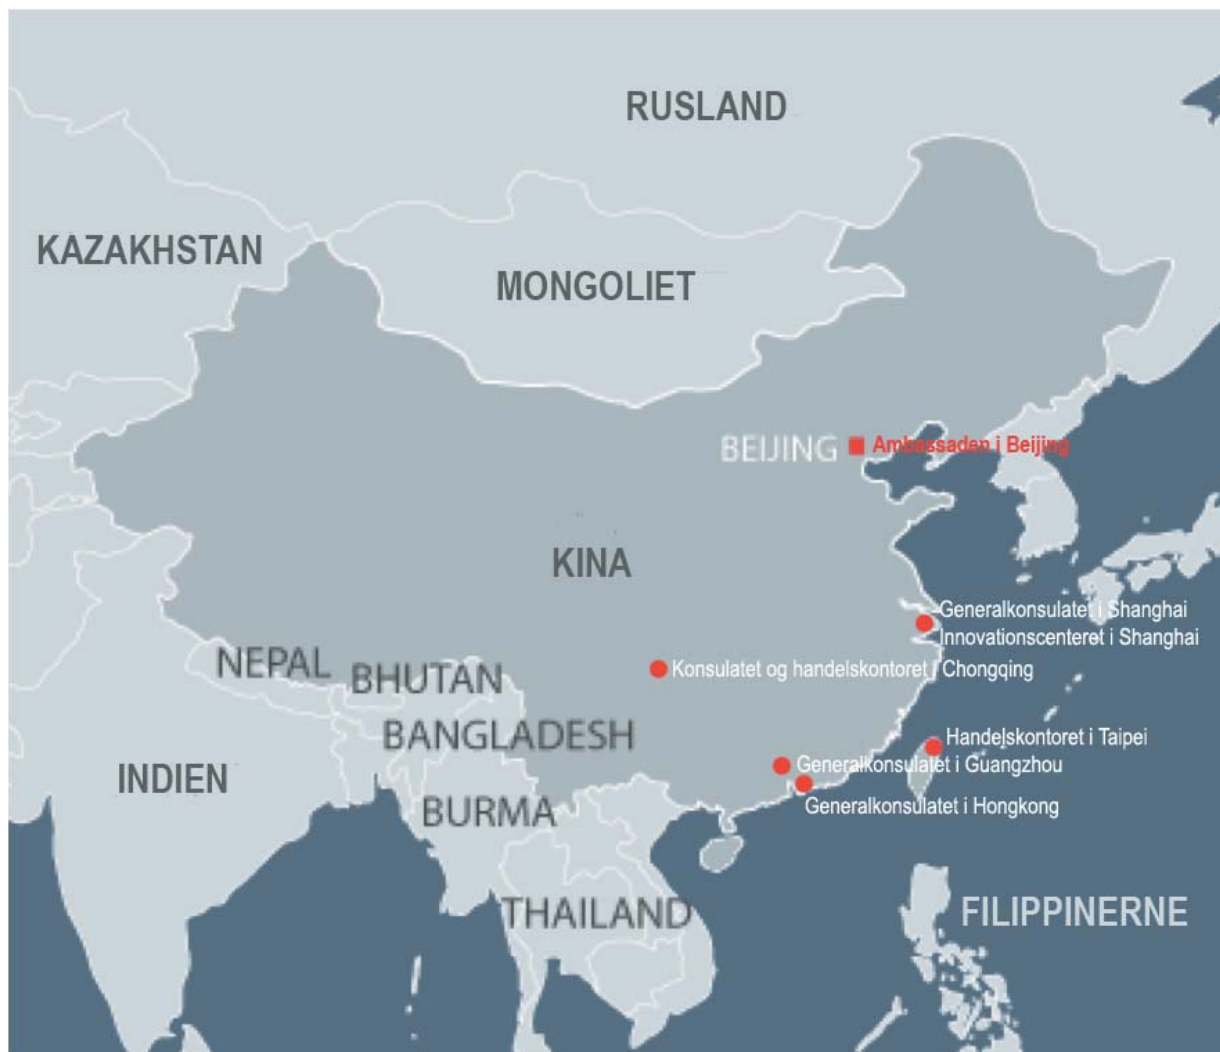 RUSLAND
KAZAKHSTAN
MONGOLIET
BEIJING
Ambassaden i Beijing
KINA
Generalkonsulatet i Shanghai
Innovationscenteret i Shanghai
NEPAL
BHUTAN
Konsulatet og handelskontoret i Chongqing
BANGLADESH
Handelskontoret i Taipei
INDIEN
Generalkonsulatet i Guangzhou
BURMA
Generalkonsulatet i Hongkong
THAILAND
FILIPPINERNE